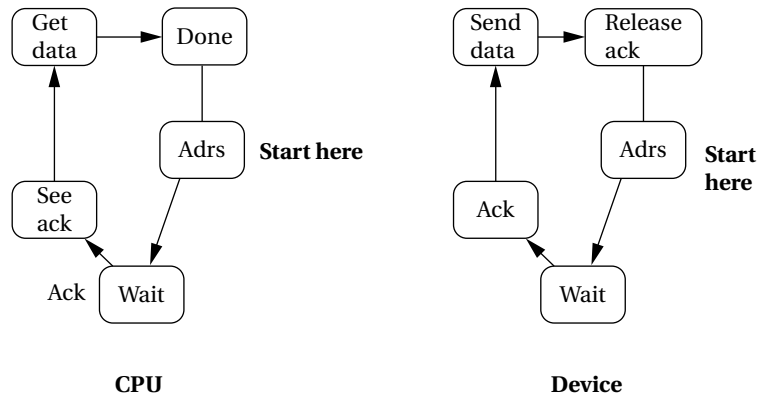 Get
data
Done
Adrs
Start here
See
ack
Ack
Wait
CPU
Send
data
Release
ack
Adrs
Start
here
Ack
Wait
Device